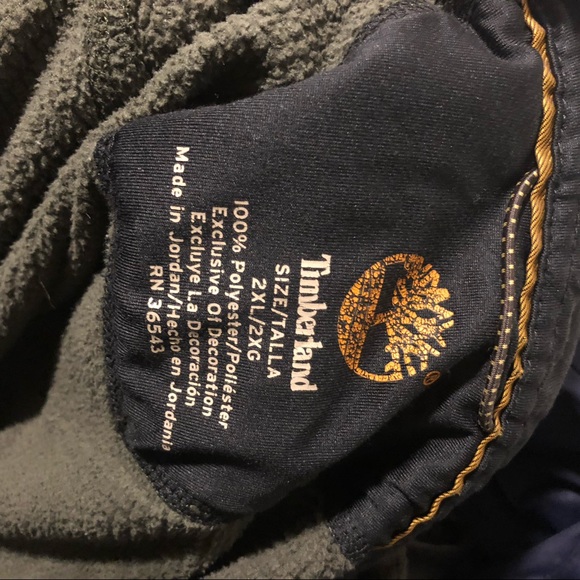 ®
Timberland
SIZE/TALLA
2XL/2XG
100% Polyester/Poliéster
Exclusive Of Decoration
Excluye La Decoración
Made in Jordan/Hecho en Jordania
RN 36543